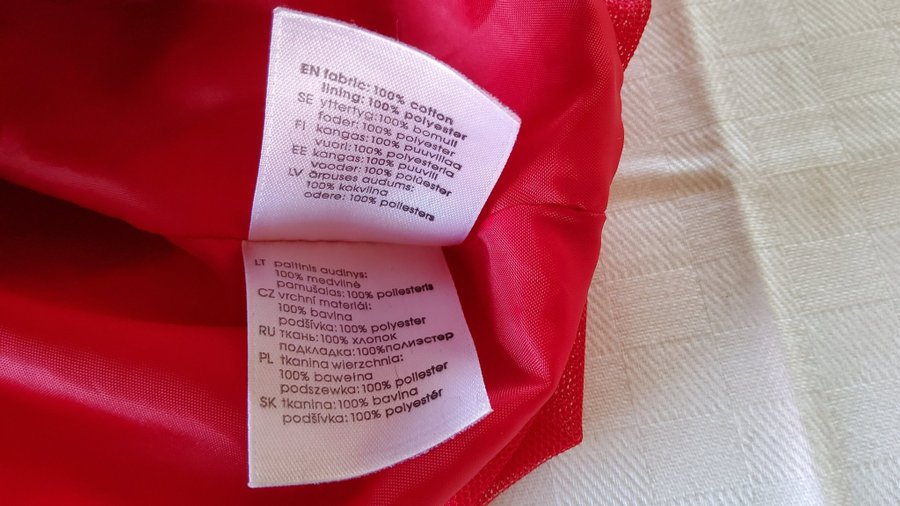 EN fabric: 100% cotton
lining: 100% polyester
SE yttertyg: 100% bomull
foder: 100% polyester
FI kangas: 100% puuvillaa
vuori: 100% polyesteria
EE kangas: 100% puuvill
vooder: 100% polüester
LV ārpuses audums:
100% kokvilna
odere: 100% poliesters
LT paltinis audinys:
100% medvilnė
pamušalas: 100% poliesteris
CZ vrchní materiál:
100% bavlna
podšívka: 100% polyester
RU ткань: 100% хлопок
подкладка: 100%полиэстер
PL tkanina wierzchnia:
100% bawełna
podszewka: 100% poliester
SK tkanina: 100% bavlna
podšívka: 100% polyestér